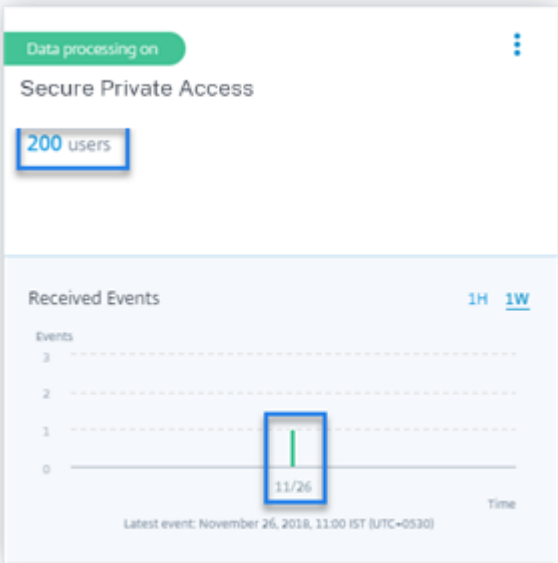 Data processing on
Secure Private Access
200 users
Received Events
1H 1W
Events
3
2
1
0
11/26
Time
Latest event: November 26, 2018, 11:00 IST (UTC+0530)